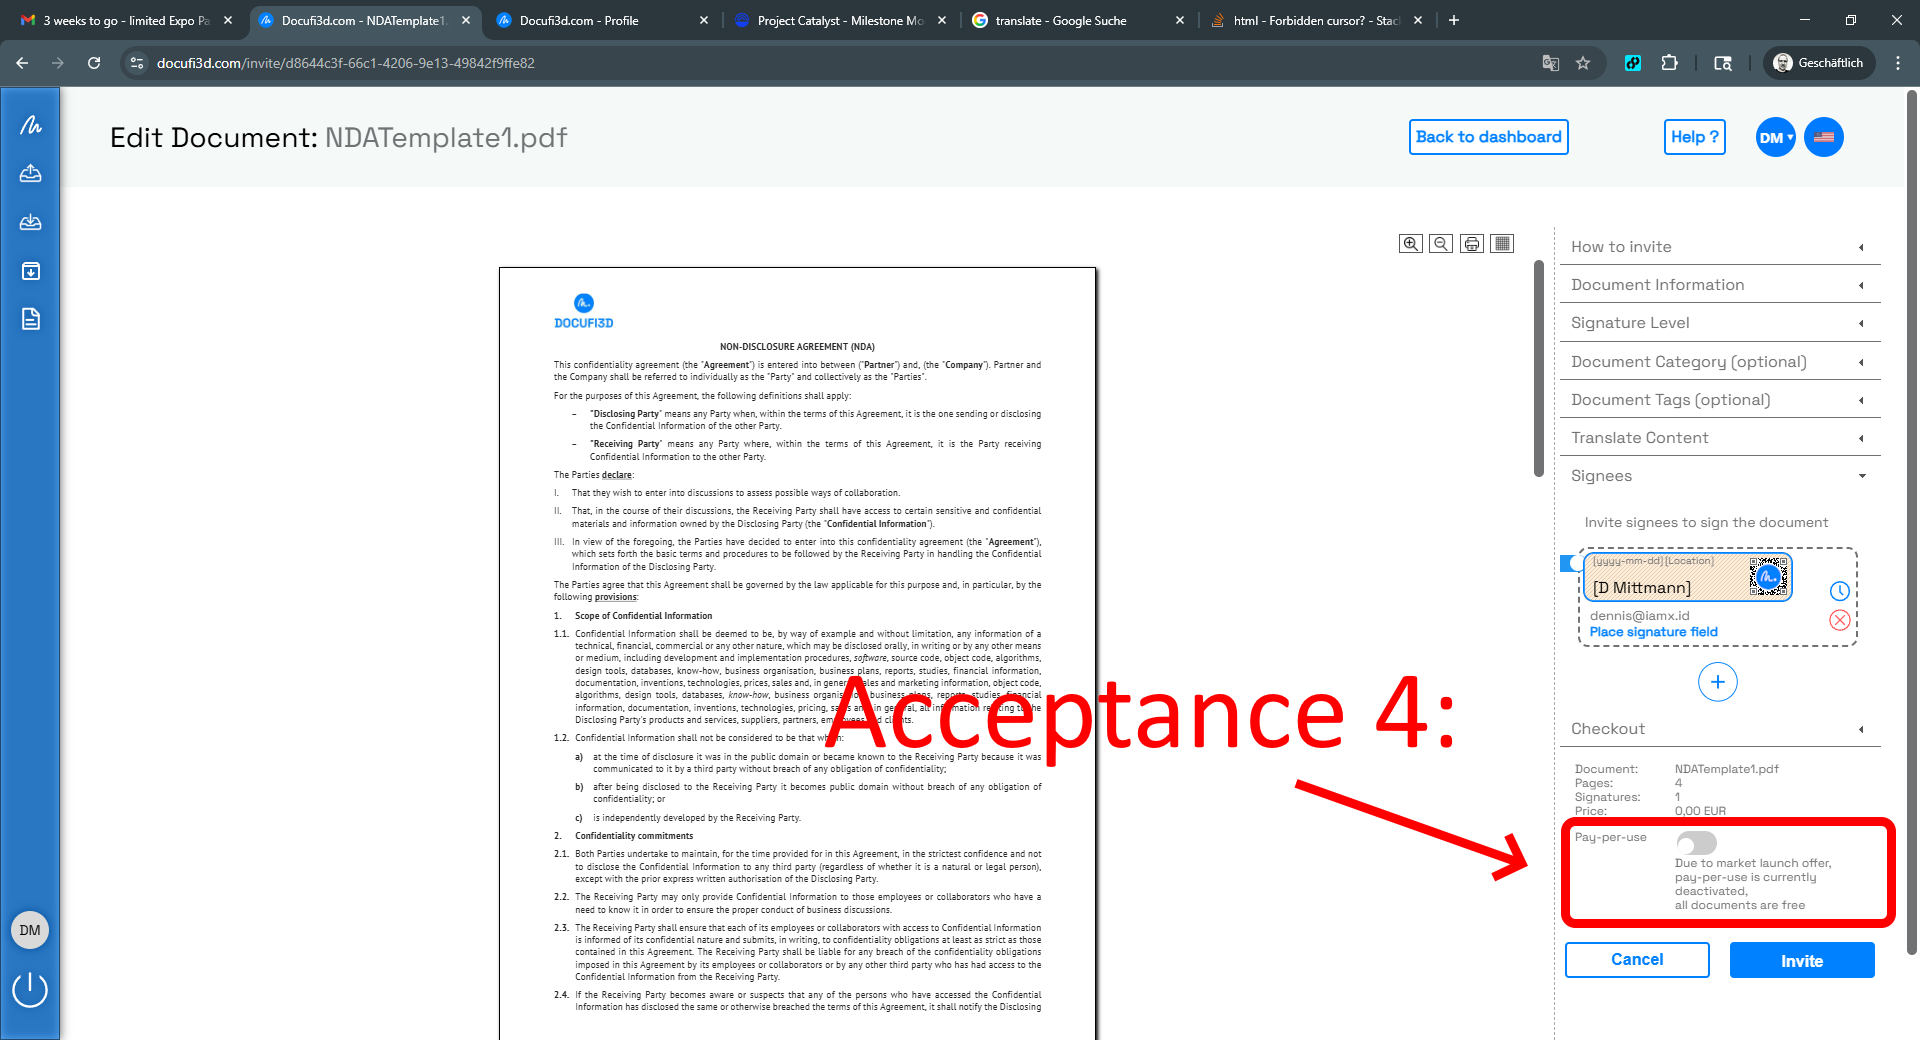 3 weeks to go - limited Expo Pa
Docufi3d.com - NDATemplate1.
Docufi3d.com - Profile
Project Catalyst - Milestone Mo
translate - Google Suche
html - Forbidden cursor? - Stac
docufi3d.com/invite/d8644c3f-66c1-4206-9e13-49842f9ffe82
Geschäftlich
Edit Document: NDATemplate1.pdf
Back to dashboard
Help ?
DM
DOCUFI3D
NON-DISCLOSURE AGREEMENT (NDA)
This confidentiality agreement (the "Agreement") is entered into between ("Partner") and, (the "Company"). Partner and
the Company shall be referred to individually as the "Party" and collectively as the "Parties".
For the purposes of this Agreement, the following definitions shall apply:
– "Disclosing Party" means any Party when, within the terms of this Agreement, it is the one sending or disclosing
the Confidential Information of the other Party.
– "Receiving Party" means any Party where, within the terms of this Agreement, it is the Party receiving
Confidential Information to the other Party.
The Parties declare:
I. That they wish to enter into discussions to assess possible ways of collaboration.
II. That, in the course of their discussions, the Receiving Party shall have access to certain sensitive and confidential
materials and information owned by the Disclosing Party (the "Confidential Information").
III. In view of the foregoing, the Parties have decided to enter into this confidentiality agreement (the "Agreement"),
which sets forth the basic terms and procedures to be followed by the Receiving Party in handling the Confidential
Information of the Disclosing Party.
The Parties agree that this Agreement shall be governed by the law applicable for this purpose and, in particular, by the
following provisions:
1. Scope of Confidential Information
1.1. Confidential Information shall be deemed to be, by way of example and without limitation, any information of a
technical, financial, commercial or any other nature, which may be disclosed orally, in writing or by any other means
or medium, including development and implementation procedures, software, source code, object code, algorithms,
design tools, databases, know-how, business organisation, business plans, reports, studies, financial information,
documentation, inventions, technologies, prices, sales and, in general, sales and marketing information, object code,
algorithms, design tools, databases, know-how, business organisation, business plans, reports, studies, financial
information, documentation, inventions, technologies, pricing, sales and, in general, all information relating to the
Disclosing Party's products and services, suppliers, partners, employees and clients.
1.2. Confidential Information shall not be considered to be that which:
a) at the time of disclosure it was in the public domain or became known to the Receiving Party because it was
communicated to it by a third party without breach of any obligation of confidentiality;
b) after being disclosed to the Receiving Party it becomes public domain without breach of any obligation of
confidentiality; or
c) is independently developed by the Receiving Party.
2. Confidentiality commitments
2.1. Both Parties undertake to maintain, for the time provided for in this Agreement, in the strictest confidence and not
to disclose the Confidential Information to any third party (regardless of whether it is a natural or legal person),
except with the prior express written authorisation of the Disclosing Party.
2.2. The Receiving Party may only provide Confidential Information to those employees or collaborators who have a
need to know it in order to ensure the proper conduct of business discussions.
2.3. The Receiving Party shall ensure that each of its employees or collaborators with access to Confidential Information
is informed of its confidential nature and submits, in writing, to confidentiality obligations at least as strict as those
contained in this Agreement. The Receiving Party shall be liable for any breach of the confidentiality obligations
imposed in this Agreement by its employees or collaborators or by any other third party who has had access to the
Confidential Information from the Receiving Party.
2.4. If the Receiving Party becomes aware or suspects that any of the persons who have accessed the Confidential
Information has disclosed the same or otherwise breached the terms of this Agreement, it shall notify the Disclosing
Acceptance 4:
How to invite
Document Information
Signature Level
Document Category (optional)
Document Tags (optional)
Translate Content
Signees
Invite signees to sign the document
[yyyy-mm-dd][Location]
[D Mittmann]
dennis@iamx.id
Place signature field
+
Checkout
Document: NDATemplate1.pdf
Pages: 4
Signatures: 1
Price: 0,00 EUR
Pay-per-use
Due to market launch offer,
pay-per-use is currently
deactivated,
all documents are free
Cancel
Invite
DM